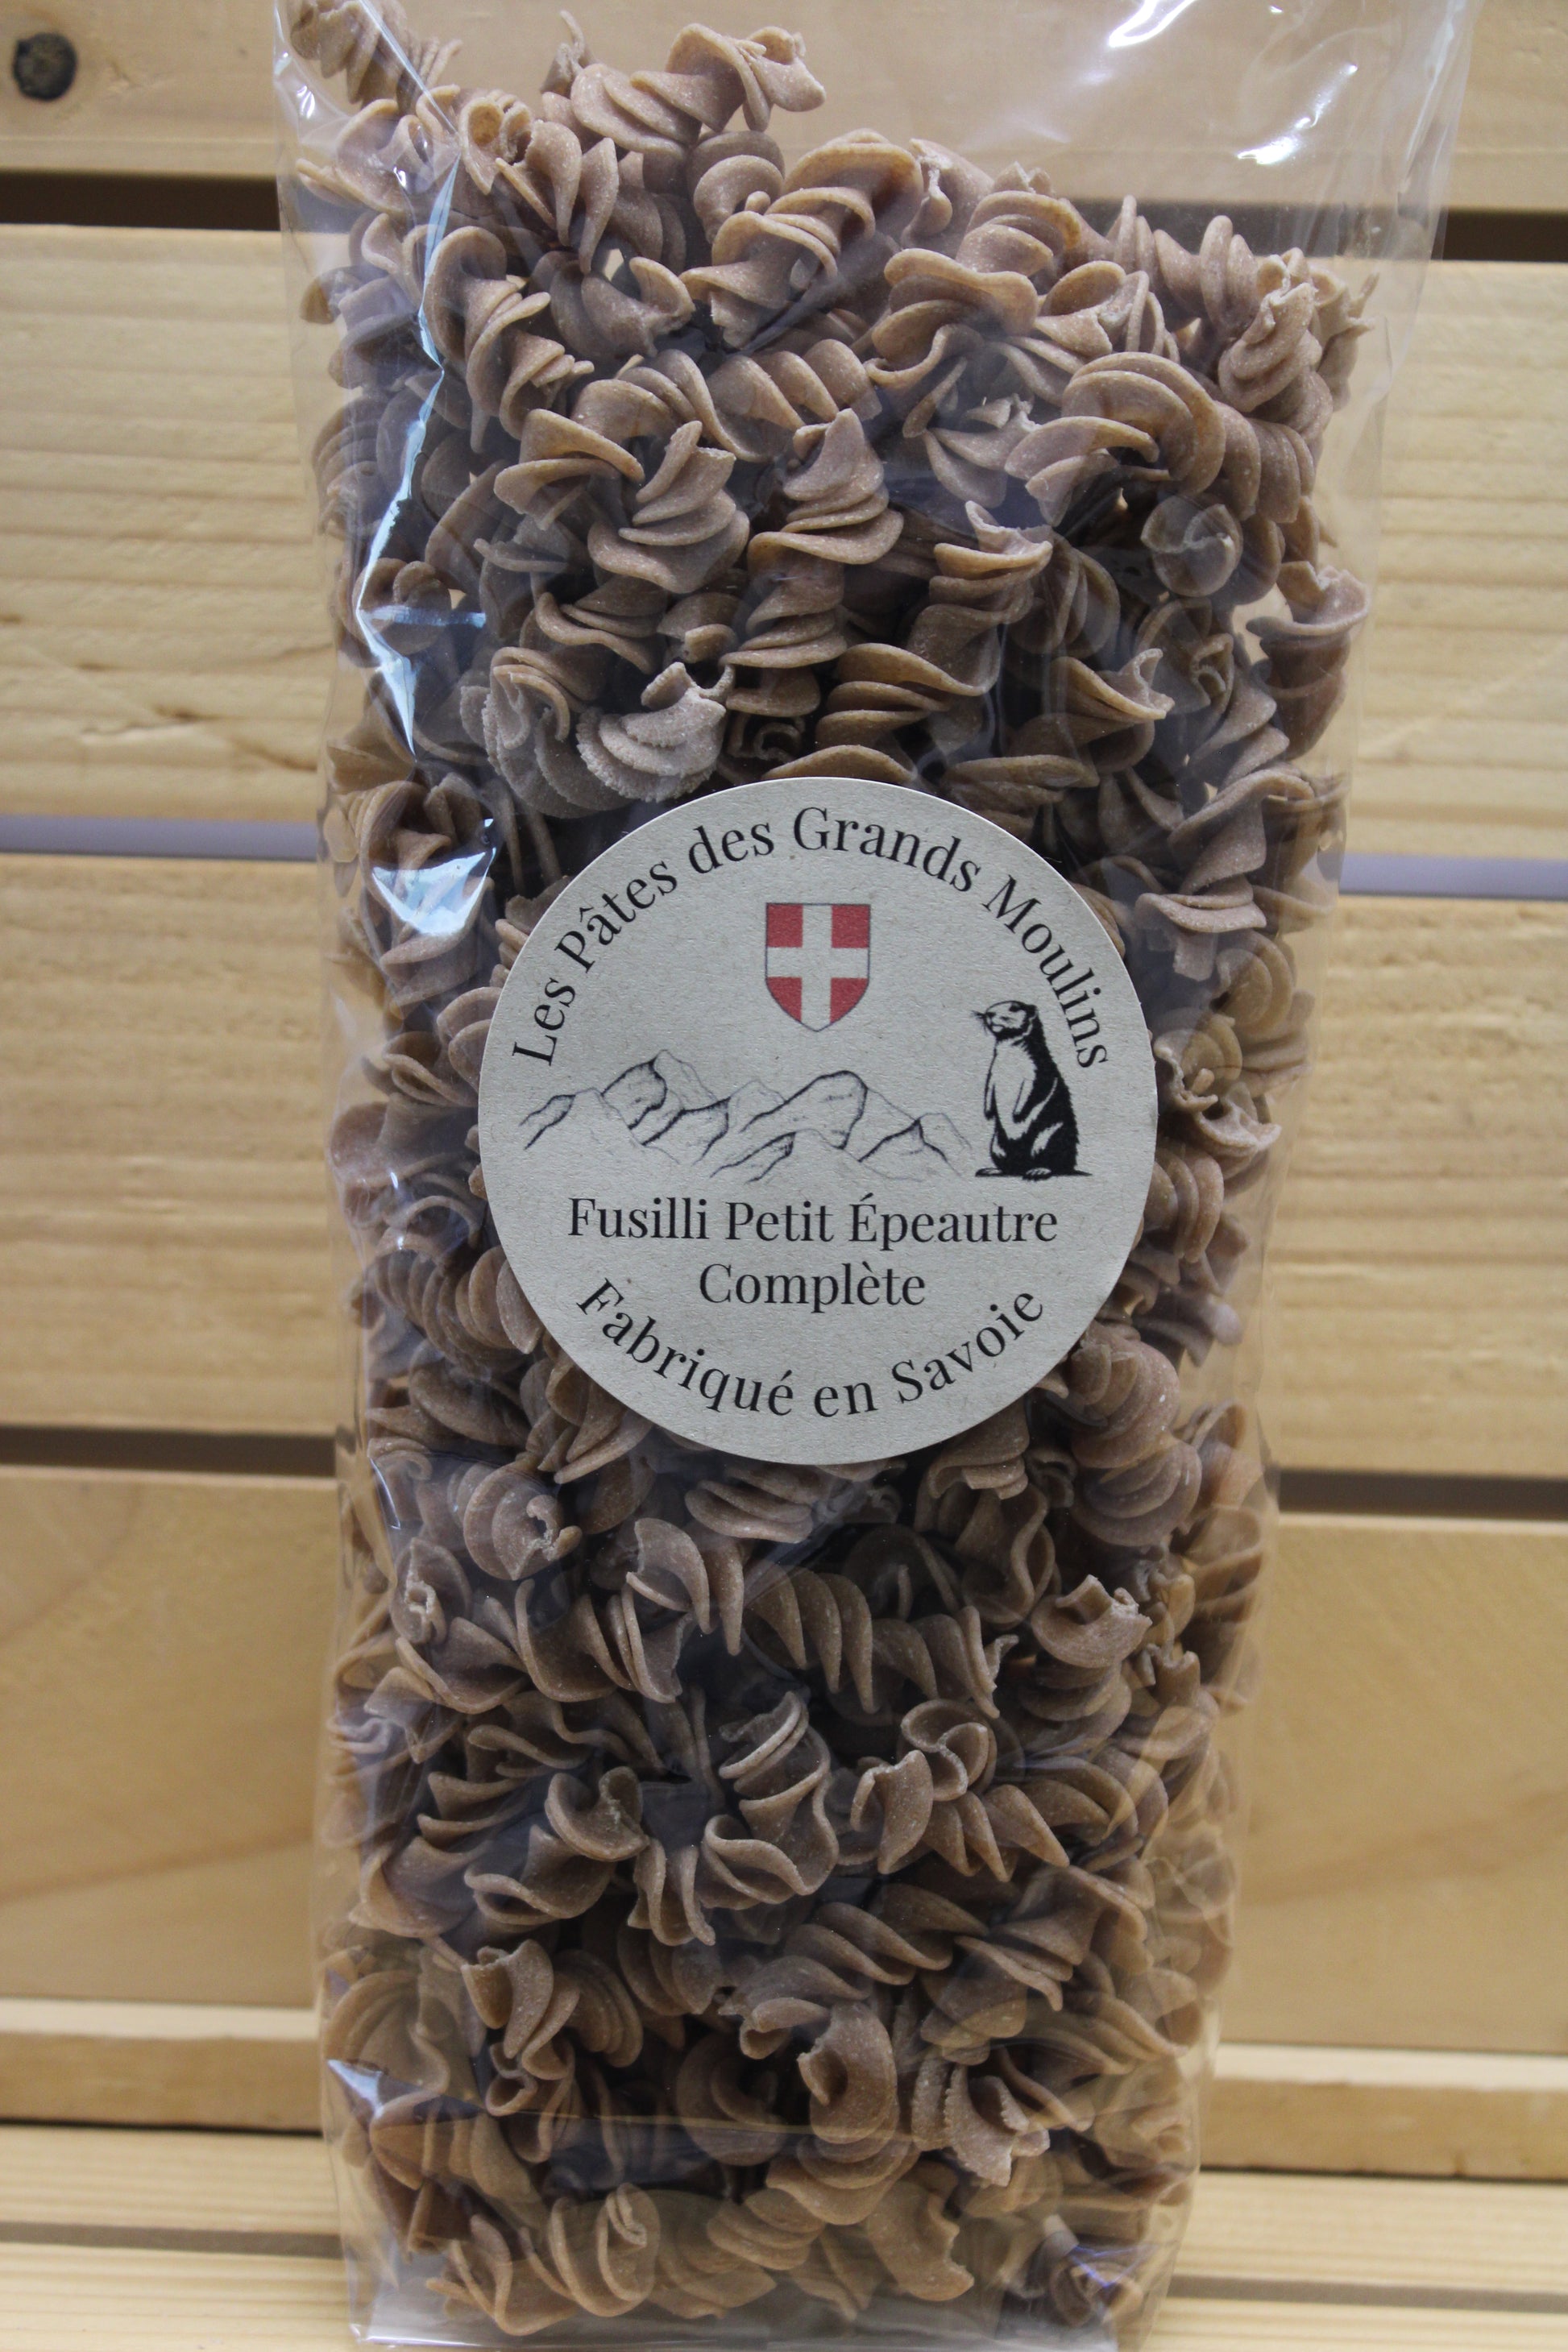 Les Pâtes des Grands Moulins
Fusilli Petit Épeautre
Complète
Fabriqué en Savoie